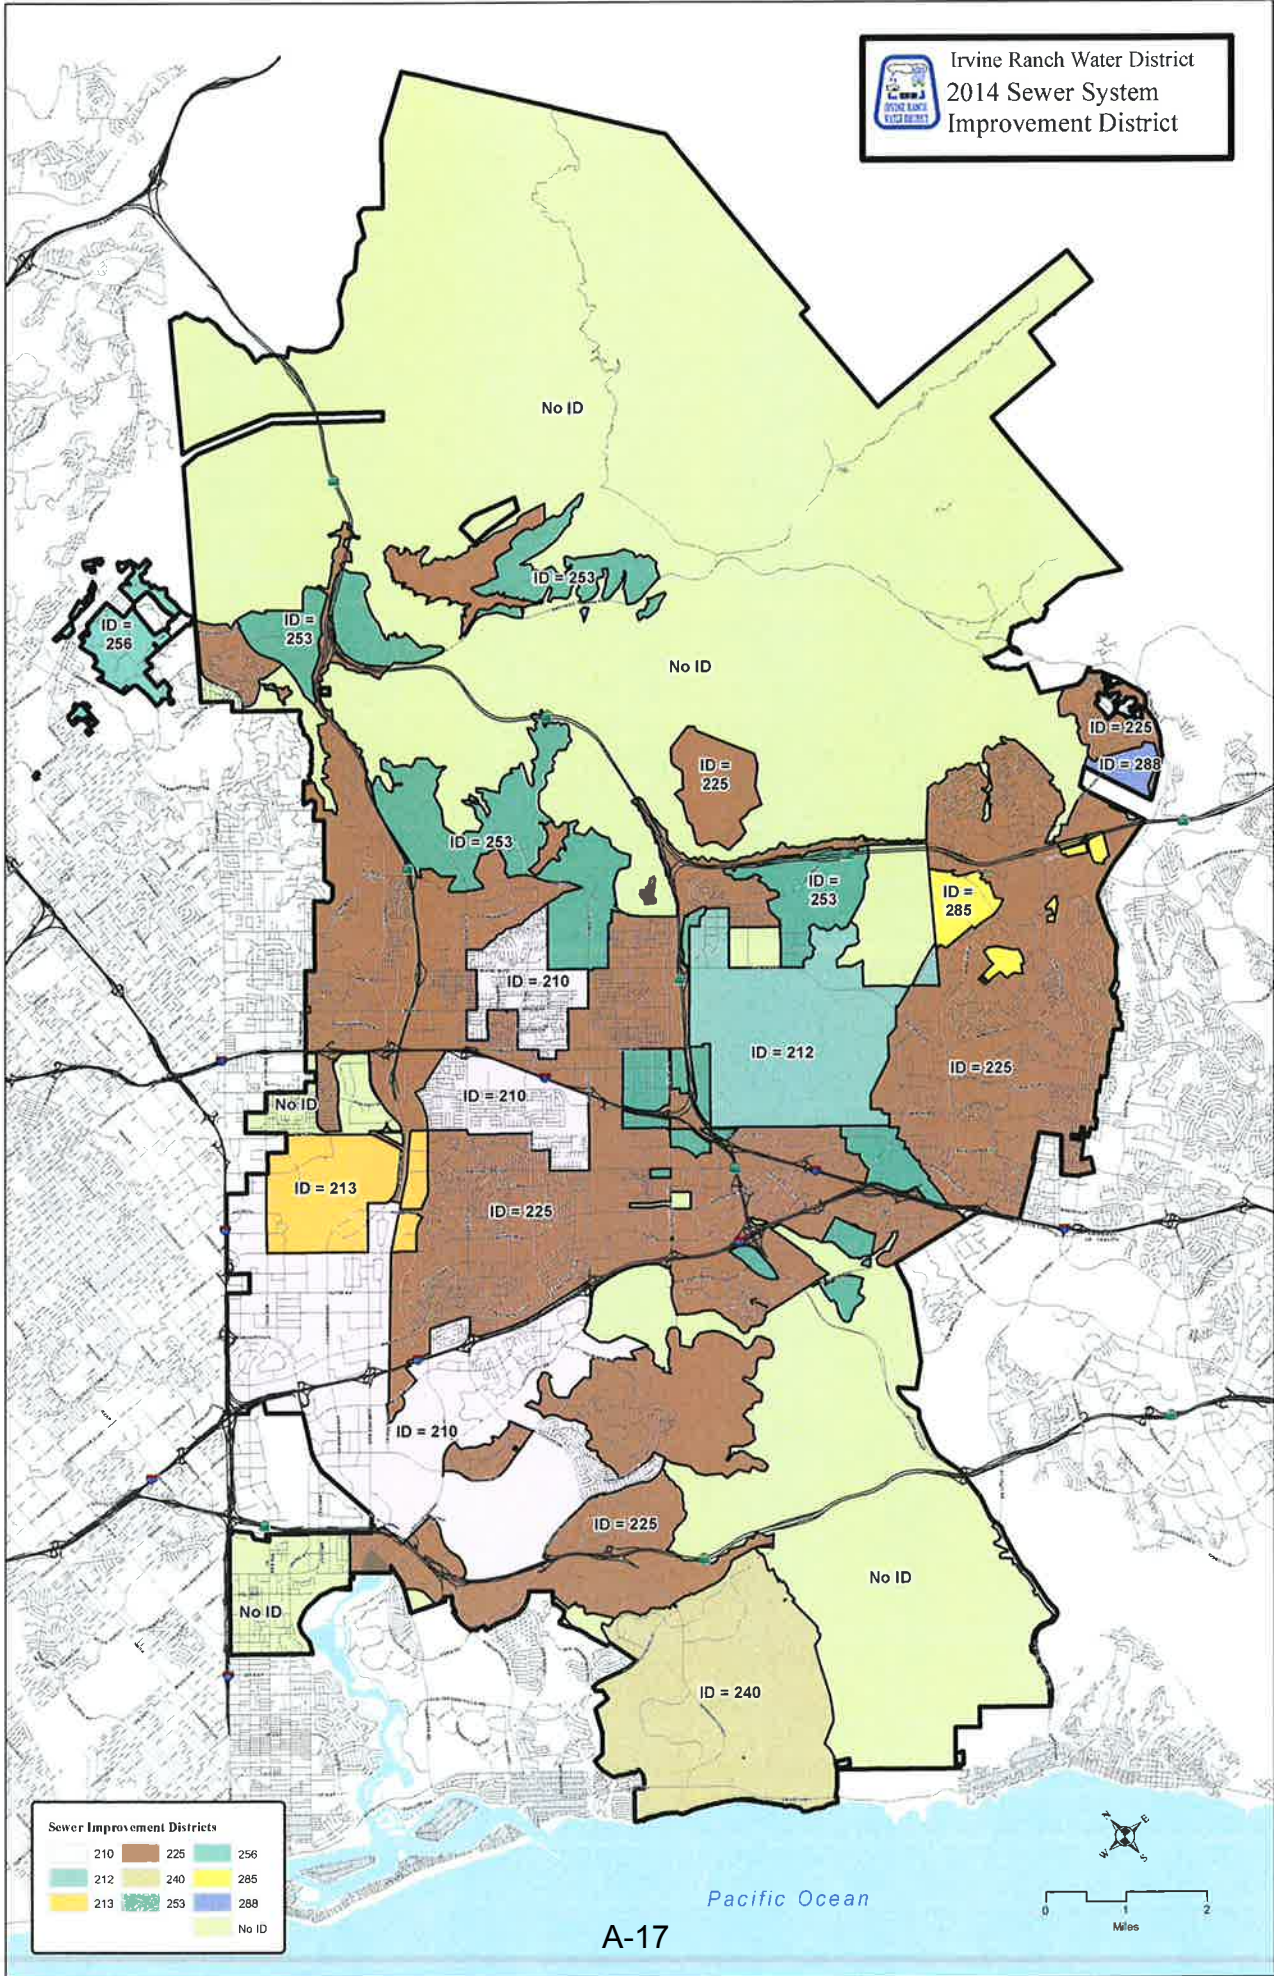 Irvine Ranch Water District
2014 Sewer System
Improvement District
IRVINE RANCH
WATER DISTRICT
No ID
ID = 253
ID =
256
ID =
253
No ID
ID = 225
ID = 288
ID =
225
ID = 253
ID =
253
ID =
285
ID = 210
ID = 212
ID = 225
ID = 210
No ID
ID = 213
ID = 225
ID = 210
ID = 225
No ID
No ID
ID = 240
Sewer Improvement Districts
210 225 256
212 240 285
213 253 288
No ID
Pacific Ocean
A-17
N
E
W
S
0 1 2
Miles